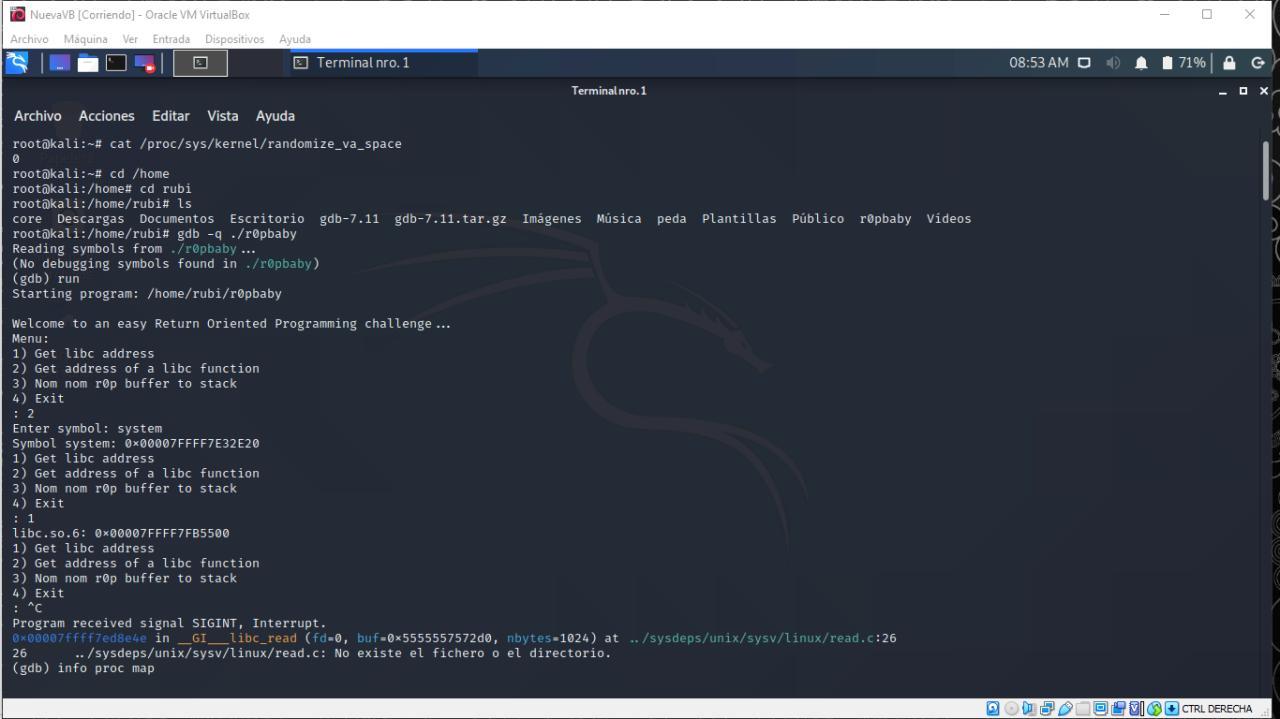 NuevaVB [Corriendo] - Oracle VM VirtualBox
Archivo Máquina Ver Entrada Dispositivos Ayuda
Terminal nro. 1 08:53 AM 71%
Terminal nro. 1
Archivo Acciones Editar Vista Ayuda
root@kali:~# cat /proc/sys/kernel/randomize_va_space
0
root@kali:~# cd /home
root@kali:/home# cd rubi
root@kali:/home/rubi# ls
core Descargas Documentos Escritorio gdb-7.11 gdb-7.11.tar.gz Imágenes Música peda Plantillas Público r0pbaby Vídeos
root@kali:/home/rubi# gdb -q ./r0pbaby
Reading symbols from ./r0pbaby...
(No debugging symbols found in ./r0pbaby)
(gdb) run
Starting program: /home/rubi/r0pbaby
Welcome to an easy Return Oriented Programming challenge...
Menu:
1) Get libc address
2) Get address of a libc function
3) Nom nom r0p buffer to stack
4) Exit
: 2
Enter symbol: system
Symbol system: 0x00007FFFF7E32E20
1) Get libc address
2) Get address of a libc function
3) Nom nom r0p buffer to stack
4) Exit
: 1
libc.so.6: 0x00007FFFF7FB5500
1) Get libc address
2) Get address of a libc function
3) Nom nom r0p buffer to stack
4) Exit
: ^C
Program received signal SIGINT, Interrupt.
0x00007ffff7ed8e4e in __GI___libc_read (fd=0, buf=0x5555557572d0, nbytes=1024) at ../sysdeps/unix/sysv/linux/read.c:26
26 ../sysdeps/unix/sysv/linux/read.c: No existe el fichero o el directorio.
(gdb) info proc map
CTRL DERECHA